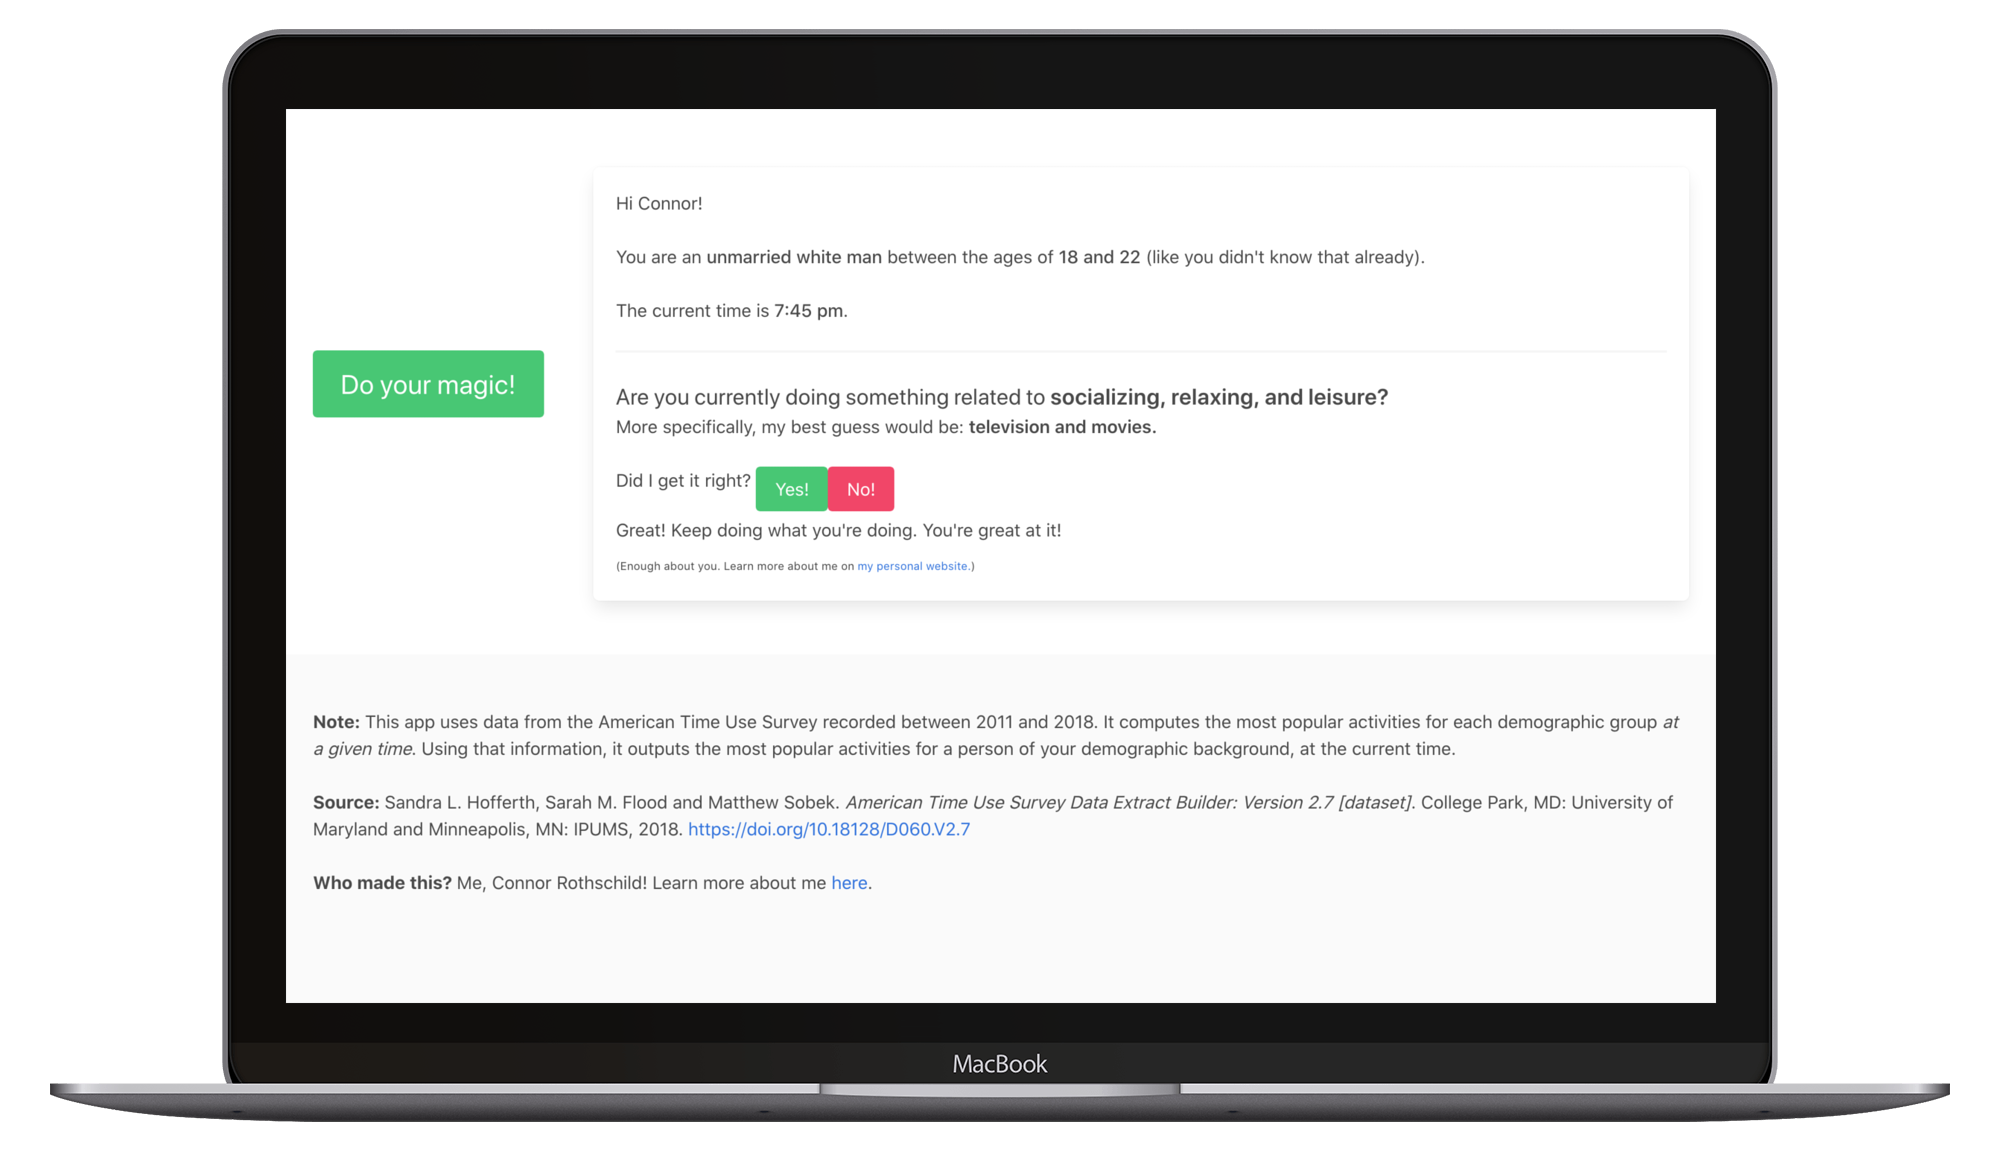 Hi Connor!
You are an unmarried white man between the ages of 18 and 22 (like you didn't know that already).
The current time is 7:45 pm.
Do your magic!
Are you currently doing something related to socializing, relaxing, and leisure?
More specifically, my best guess would be: television and movies.
Did I get it right? Yes! No!
Great! Keep doing what you're doing. You're great at it!
(Enough about you. Learn more about me on my personal website.)
Note: This app uses data from the American Time Use Survey recorded between 2011 and 2018. It computes the most popular activities for each demographic group at
a given time. Using that information, it outputs the most popular activities for a person of your demographic background, at the current time.
Source: Sandra L. Hofferth, Sarah M. Flood and Matthew Sobek. American Time Use Survey Data Extract Builder: Version 2.7 [dataset]. College Park, MD: University of
Maryland and Minneapolis, MN: IPUMS, 2018. https://doi.org/10.18128/D060.V2.7
Who made this? Me, Connor Rothschild! Learn more about me here.
MacBook